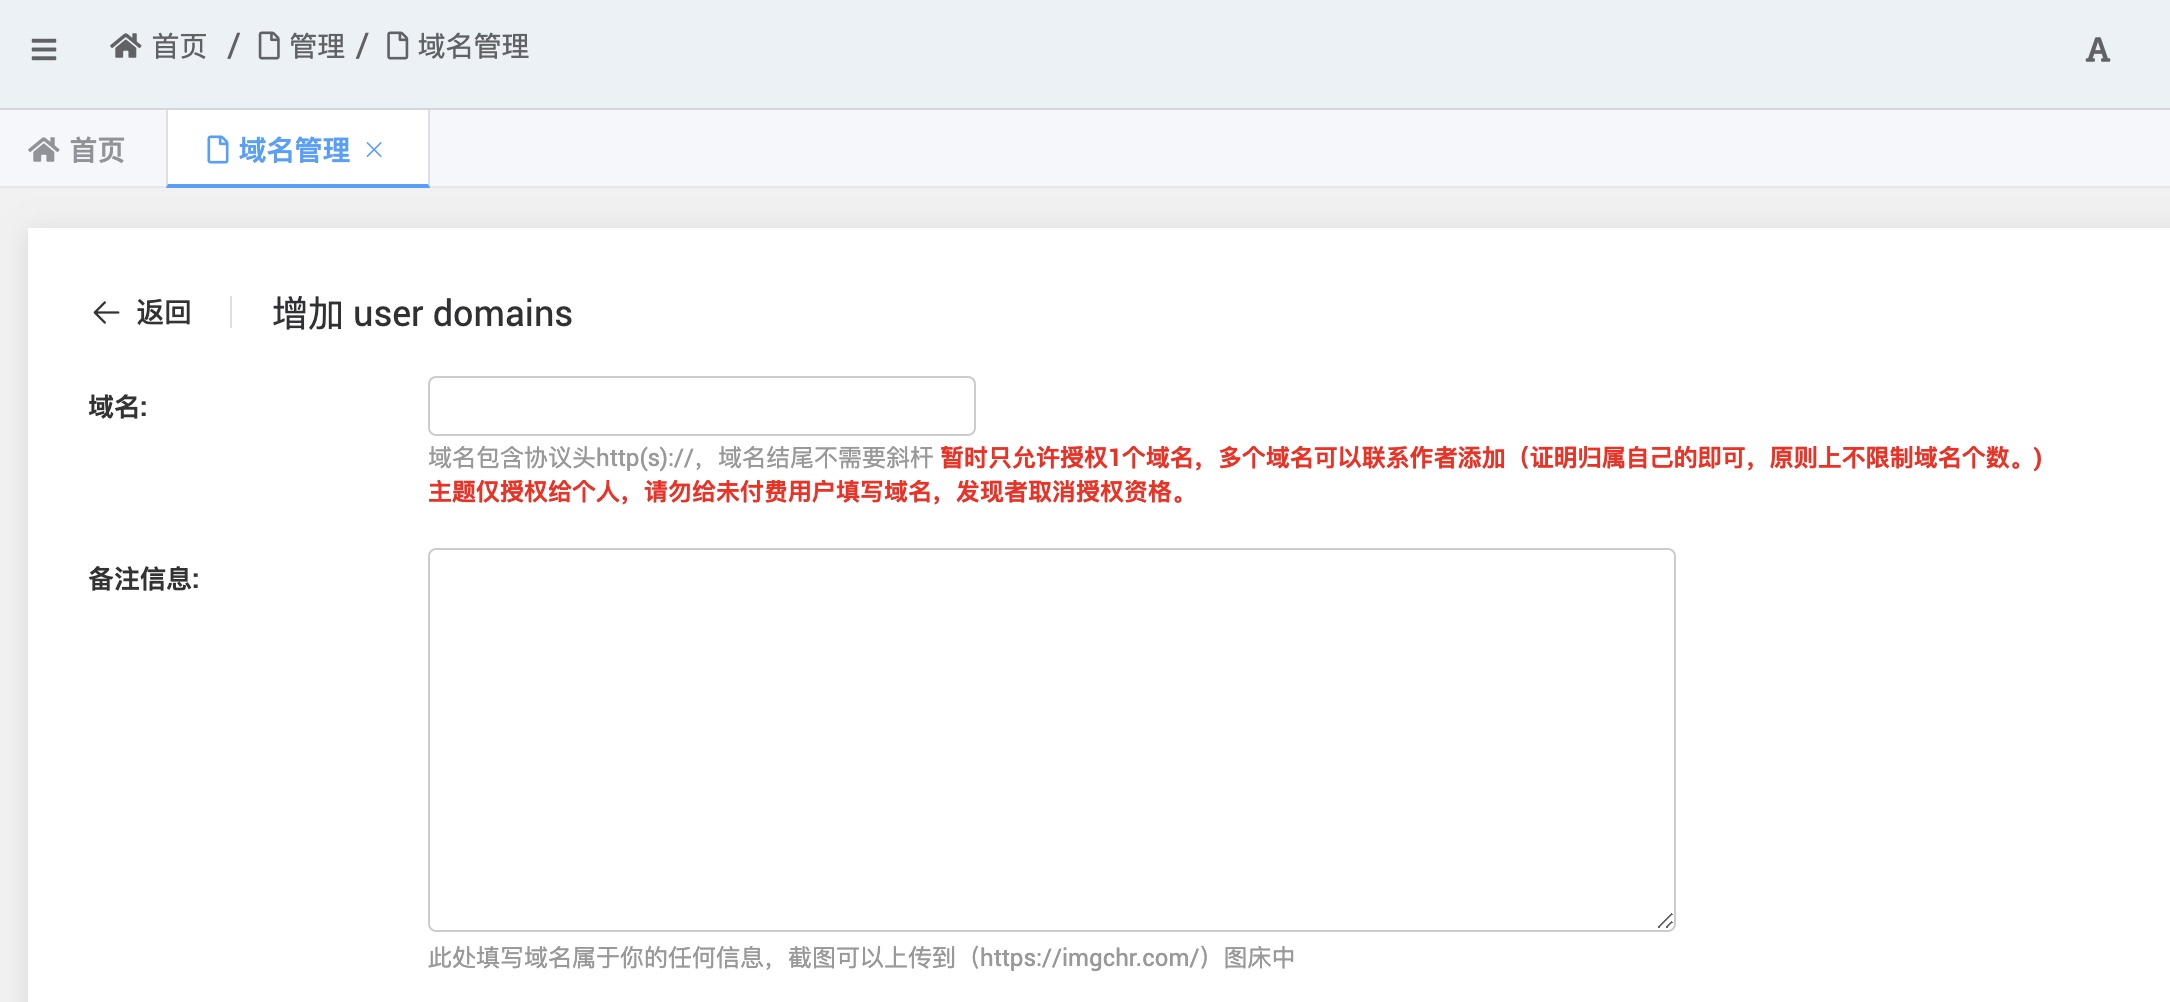 首页 / 管理 / 域名管理
A
首页 域名管理
返回 增加 user domains
域名:
域名包含协议头http(s)://，域名结尾不需要斜杆 暂时只允许授权1个域名，多个域名可以联系作者添加（证明归属自己的即可，原则上不限制域名个数。)
主题仅授权给个人，请勿给未付费用户填写域名，发现者取消授权资格。
备注信息:
此处填写域名属于你的任何信息，截图可以上传到（https://imgchr.com/）图床中